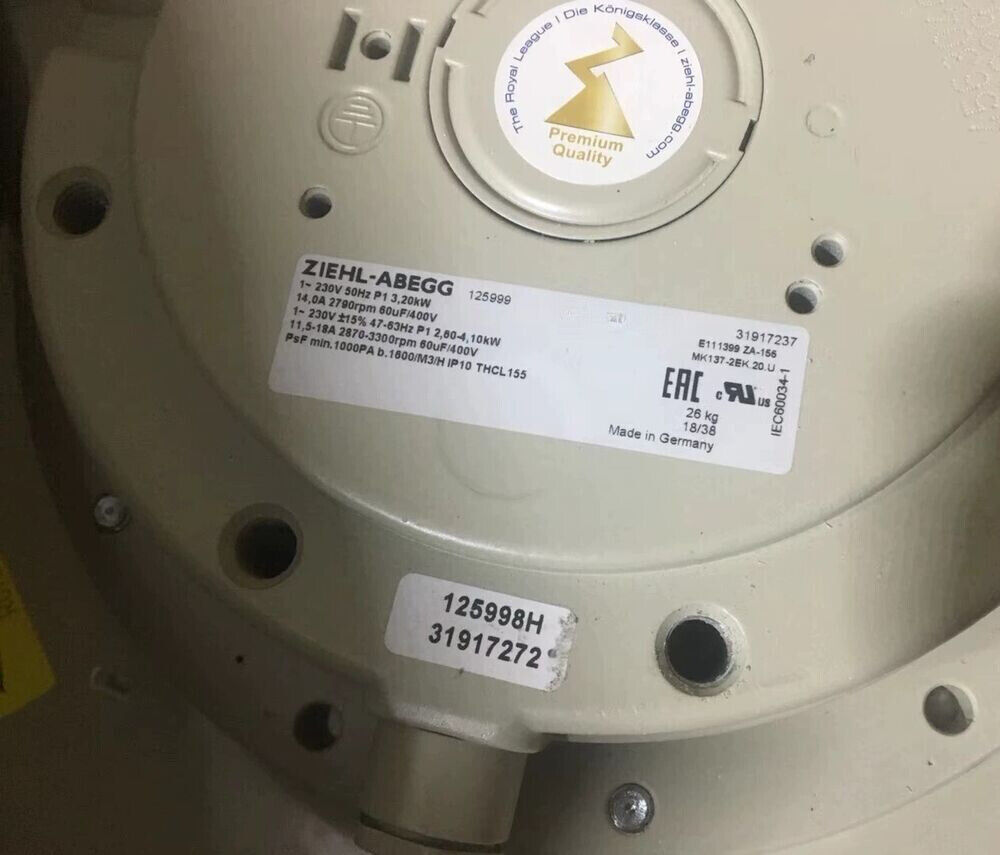 The Royal League | Die Königsklasse | ziehl-abegg.com
Premium
Quality
ZIEHL-ABEGG 125999
1~ 230V 50Hz P1 3,20kW
14,0A 2790rpm 60uF/400V
1~ 230V ±15% 47-63Hz P1 2,60-4,10kW
11,5-18A 2870-3300rpm 60uF/400V
PsF min.1000PA b.1600/M3/H IP10 THCL155
31917237
E111399 ZA-156
MK137-2EK.20.U
EAC c RU us
IEC60034-1
26 kg
18/38
Made in Germany
125998H
31917272